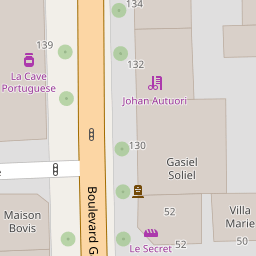 134
139
La Cave
Portuguese
132
Johan Autuori
130
Gasiel
Soliel
Boulevard G
52
Villa
Marie
Maison
Bovis
Le Secret
52
50